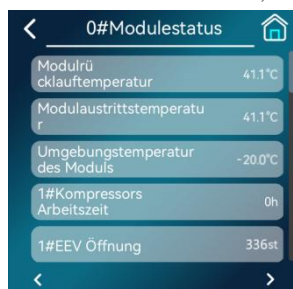 0#Modulestatus
Modulrü
cklauftemperatur
41.1°C
Modulaustrittstemperatu
r
41.1°C
Umgebungstemperatur
des Moduls
-20.0°C
1#Kompressors
Arbeitszeit
0h
1#EEV Öffnung
336st